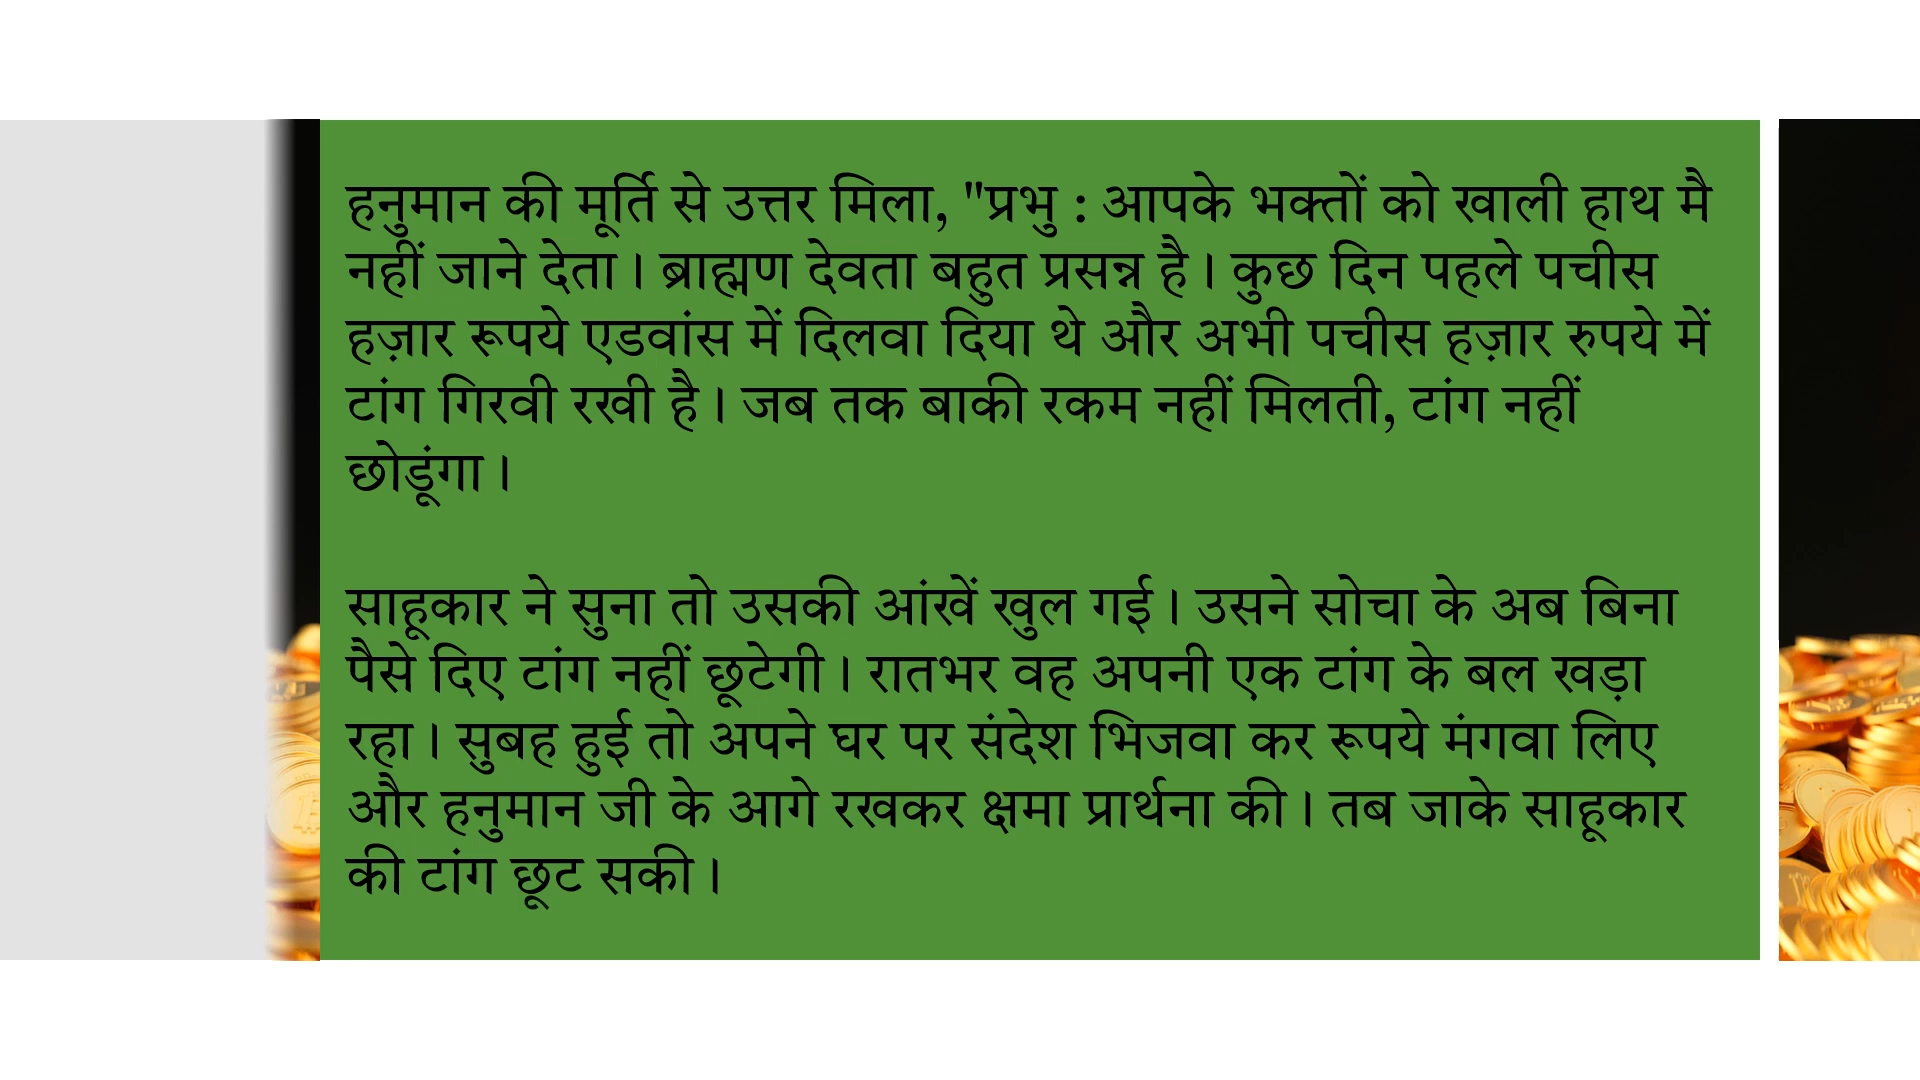 हनुमान की मूर्ति से उत्तर मिला, "प्रभु : आपके भक्तों को खाली हाथ मै
नहीं जाने देता। ब्राह्मण देवता बहुत प्रसन्न है। कुछ दिन पहले पचीस
हज़ार रूपये एडवांस में दिलवा दिया थे और अभी पचीस हज़ार रुपये में
टांग गिरवी रखी है। जब तक बाकी रकम नहीं मिलती, टांग नहीं
छोडूंगा।
साहूकार ने सुना तो उसकी आंखें खुल गई। उसने सोचा के अब बिना
पैसे दिए टांग नहीं छूटेगी। रातभर वह अपनी एक टांग के बल खड़ा
रहा। सुबह हुई तो अपने घर पर संदेश भिजवा कर रूपये मंगवा लिए
और हनुमान जी के आगे रखकर क्षमा प्रार्थना की। तब जाके साहूकार
की टांग छूट सकी।